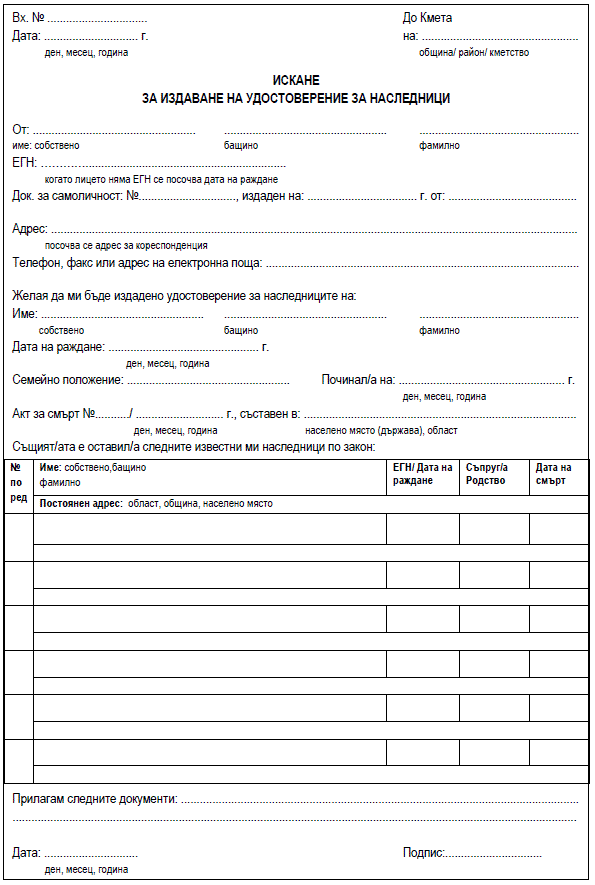 Вх. № ................................ До Кмета
Дата: .............................. г. на: ..................................................
ден, месец, година община/ район/ кметство
ИСКАНЕ
ЗА ИЗДАВАНЕ НА УДОСТОВЕРЕНИЕ ЗА НАСЛЕДНИЦИ
От: .................................................... .................................................... ...................................................
име: собствено бащино фамилно
ЕГН: ..............................................................................
когато лицето няма ЕГН се посочва дата на раждане
Док. за самоличност: №..............................., издаден на: ................................... г. от: .........................................
Адрес: ................................................................................................................................................................
посочва се адрес за кореспонденция
Телефон, факс или адрес на електронна поща: ....................................................................................................
Желая да ми бъде издадено удостоверение за наследниците на:
Име: .................................................... .................................................... ...................................................
собствено бащино фамилно
Дата на раждане: ................................................ г.
ден, месец, година
Семейно положение: .................................................... Починал/а на: ..................................................... г.
ден, месец, година
Акт за смърт №.........../ ............................ г., съставен в: .......................................................................................
ден, месец, година населено място (държава), област
Същият/ата е оставил/а следните известни ми наследници по закон:
№ Име: собствено,бащино ЕГН/ Дата на Съпруг/а Дата на
по фамилно раждане Родство смърт
ред Постоянен адрес: област, община, населено място
Прилагам следните документи: ...............................................................................................................................
....................................................................................................................................................................................
Дата: .............................. Подпис:...............................
ден, месец, година